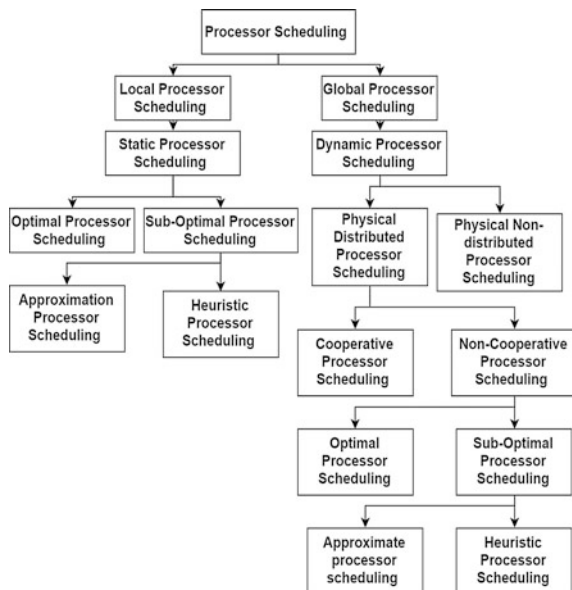 Processor Scheduling
Local Processor
Scheduling
Global Processor
Scheduling
Static Processor
Scheduling
Dynamic Processor
Scheduling
Optimal Processor
Scheduling
Sub-Optimal Processor
Scheduling
Physical
Distributed
Processor
Scheduling
Physical Non-
distributed
Processor
Scheduling
Approximation
Processor
Scheduling
Heuristic
Processor
Scheduling
Cooperative
Processor
Scheduling
Non-Cooperative
Processor
Scheduling
Optimal
Processor
Scheduling
Sub-Optimal
Processor
Scheduling
Approximate
processor
scheduling
Heuristic
Processor
Scheduling